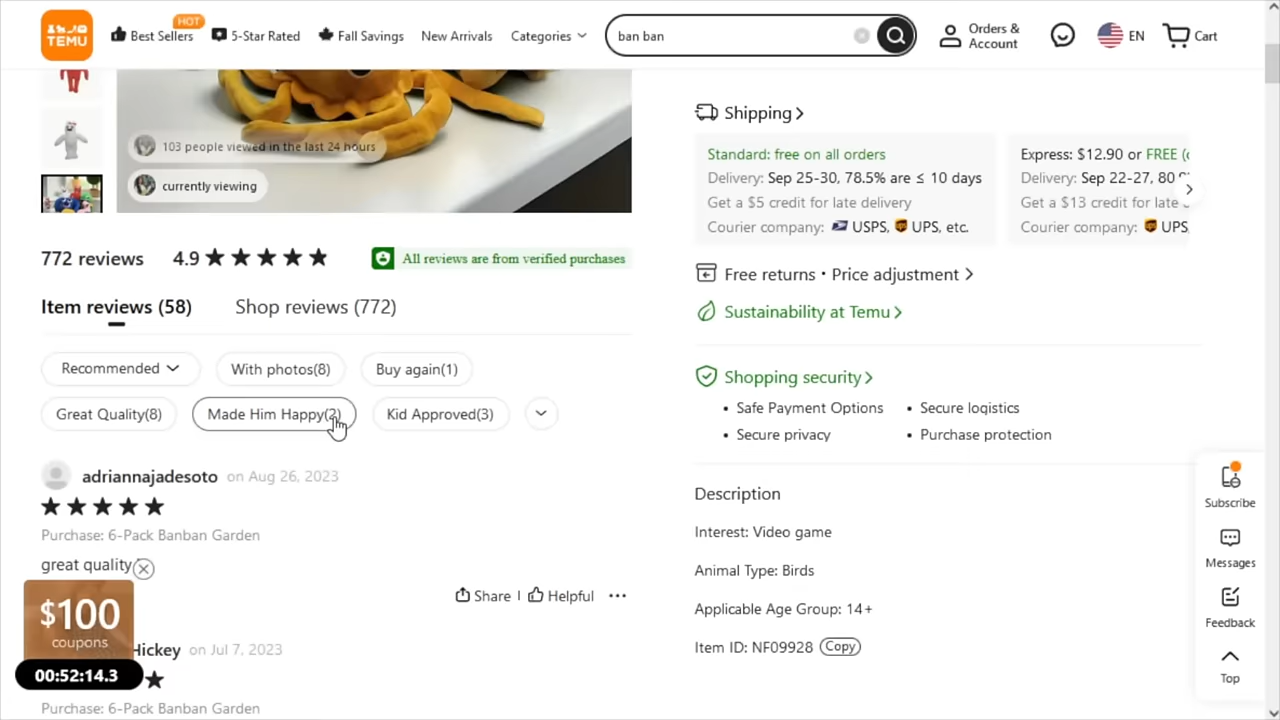 TEMU
HOT
Best Sellers
5-Star Rated
Fall Savings
New Arrivals
Categories
ban ban
Orders &
Account
EN
Cart
103 people viewed in the last 24 hours
currently viewing
772 reviews
4.9
All reviews are from verified purchases
Item reviews (58)
Shop reviews (772)
Recommended
With photos(8)
Buy again(1)
Great Quality(8)
Made Him Happy(2)
Kid Approved(3)
adriannajadesoto on Aug 26, 2023
Purchase: 6-Pack Banban Garden
great quality
Share
Helpful
$100
coupons
00:52:14.3
Hickey on Jul 7, 2023
Purchase: 6-Pack Banban Garden
Shipping
Standard: free on all orders
Delivery: Sep 25-30, 78.5% are ≤ 10 days
Get a $5 credit for late delivery
Courier company: USPS, UPS, etc.
Express: $12.90 or FREE
Delivery: Sep 22-27, 80
Get a $13 credit for late
Courier company: UPS,
Free returns · Price adjustment
Sustainability at Temu
Shopping security
• Safe Payment Options
• Secure logistics
• Secure privacy
• Purchase protection
Description
Interest: Video game
Animal Type: Birds
Applicable Age Group: 14+
Item ID: NF09928 Copy
Subscribe
Messages
Feedback
Top